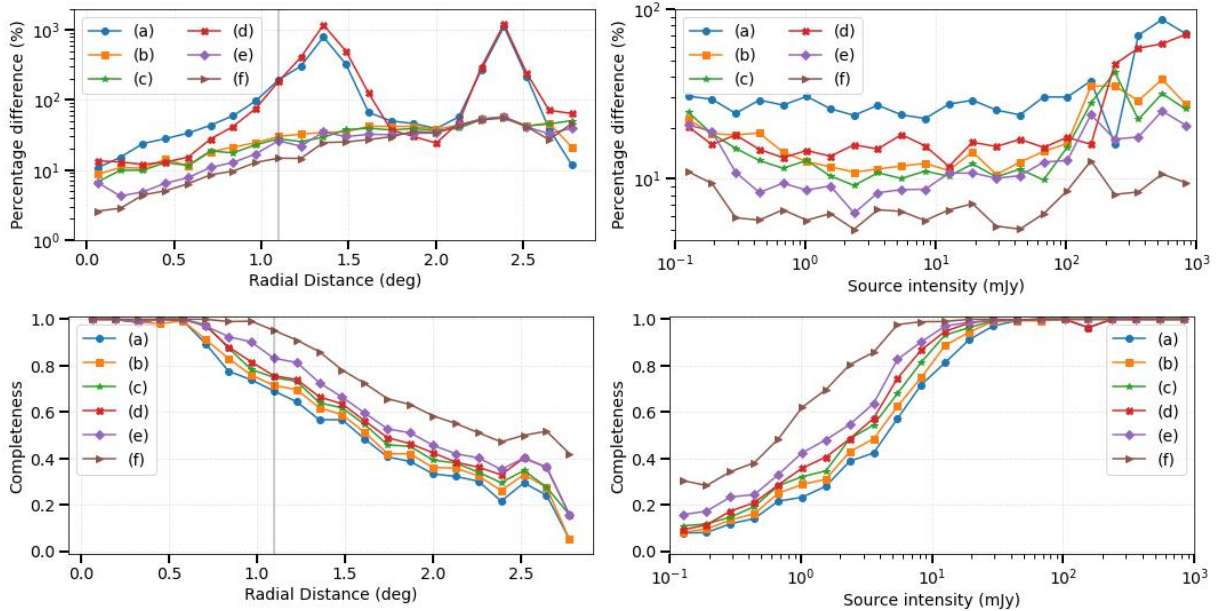 Percentage difference (%)
10³
10²
10¹
10⁰
(a) (d)
(b) (e)
(c) (f)
0.0 0.5 1.0 1.5 2.0 2.5
Radial Distance (deg)
Percentage difference (%)
10²
10¹
(a) (d)
(b) (e)
(c) (f)
10⁻¹ 10⁰ 10¹ 10² 10³
Source intensity (mJy)
Completeness
1.0
0.8
0.6
0.4
0.2
0.0
(a)
(b)
(c)
(d)
(e)
(f)
0.0 0.5 1.0 1.5 2.0 2.5
Radial Distance (deg)
Completeness
1.0
0.8
0.6
0.4
0.2
0.0
(a)
(b)
(c)
(d)
(e)
(f)
10⁻¹ 10⁰ 10¹ 10² 10³
Source intensity (mJy)